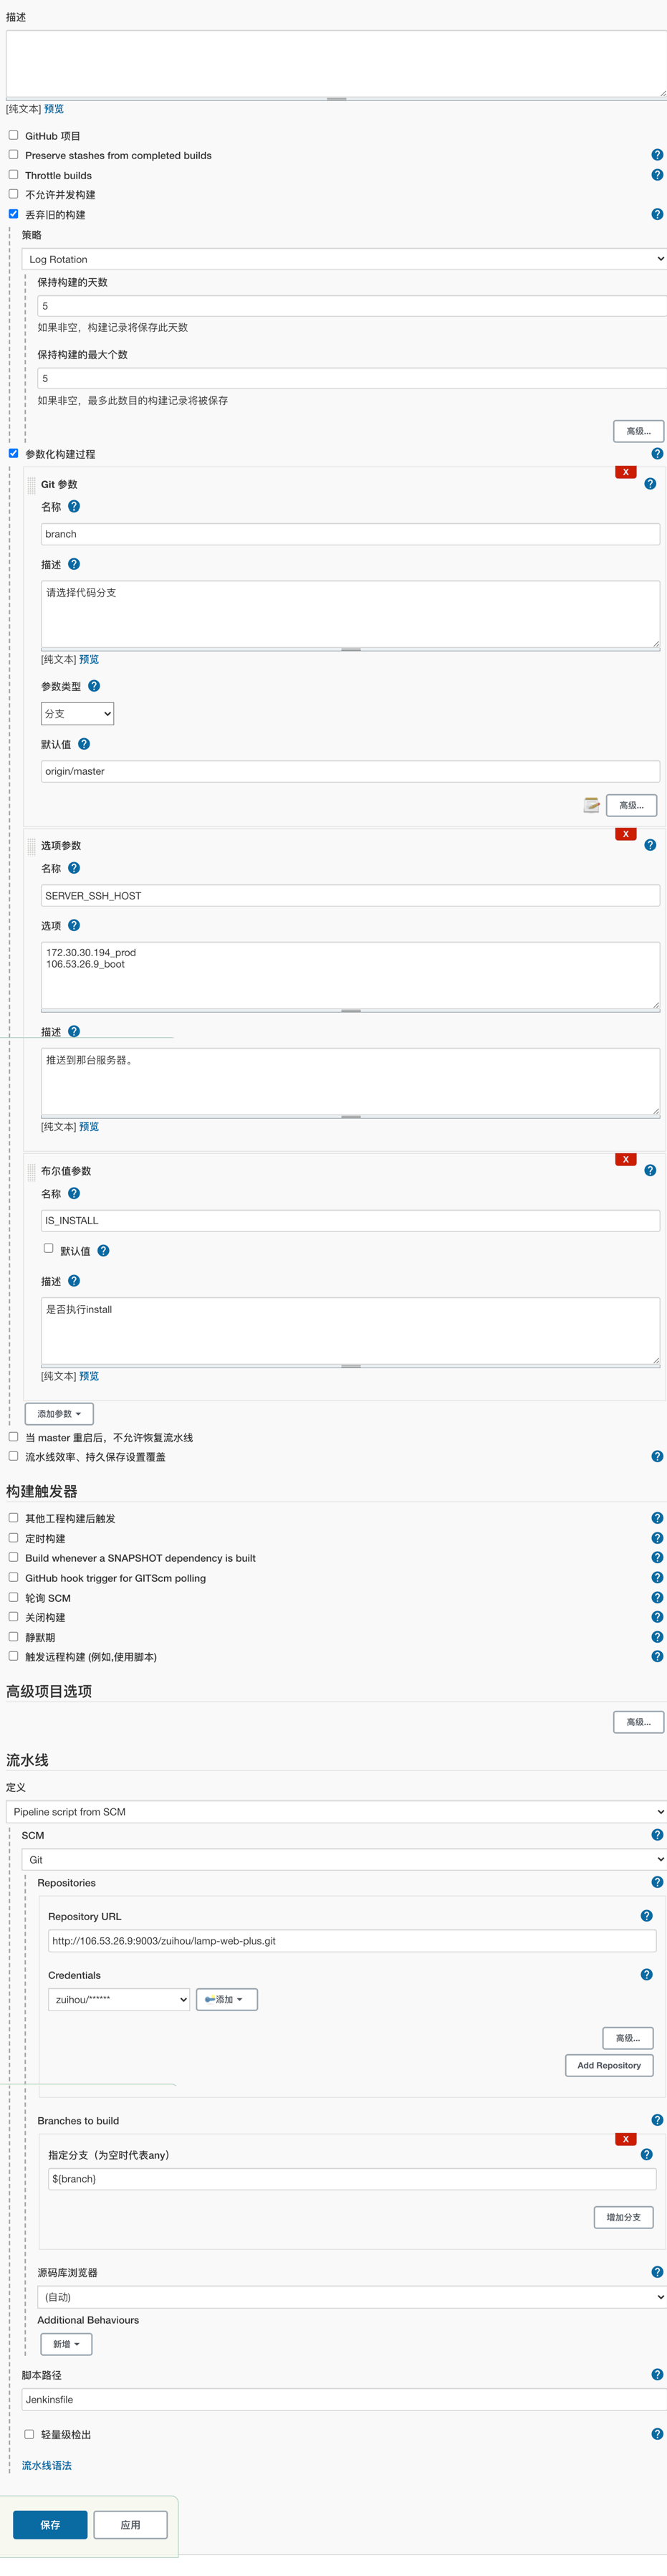 描述
[纯文本] 预览
GitHub 项目
Preserve stashes from completed builds
Throttle builds
不允许并发构建
丢弃旧的构建
策略
Log Rotation
保持构建的天数
5
如果非空，构建记录将保存此天数
保持构建的最大个数
5
如果非空，最多此数目的构建记录将被保存
高级...
参数化构建过程
X
Git 参数
名称
branch
描述
请选择代码分支
[纯文本] 预览
参数类型
分支
默认值
origin/master
高级...
X
选项参数
名称
SERVER_SSH_HOST
选项
172.30.30.194_prod
106.53.26.9_boot
描述
推送到那台服务器。
[纯文本] 预览
X
布尔值参数
名称
IS_INSTALL
默认值
描述
是否执行install
[纯文本] 预览
添加参数
当 master 重启后，不允许恢复流水线
流水线效率、持久保存设置覆盖
构建触发器
其他工程构建后触发
定时构建
Build whenever a SNAPSHOT dependency is built
GitHub hook trigger for GITScm polling
轮询 SCM
关闭构建
静默期
触发远程构建 (例如,使用脚本)
高级项目选项
高级...
流水线
定义
Pipeline script from SCM
SCM
Git
Repositories
Repository URL
http://106.53.26.9:9003/zuihou/lamp-web-plus.git
Credentials
zuihou/******
添加
高级...
Add Repository
Branches to build
X
指定分支（为空时代表any）
${branch}
增加分支
源码库浏览器
(自动)
Additional Behaviours
新增
脚本路径
Jenkinsfile
轻量级检出
流水线语法
保存
应用